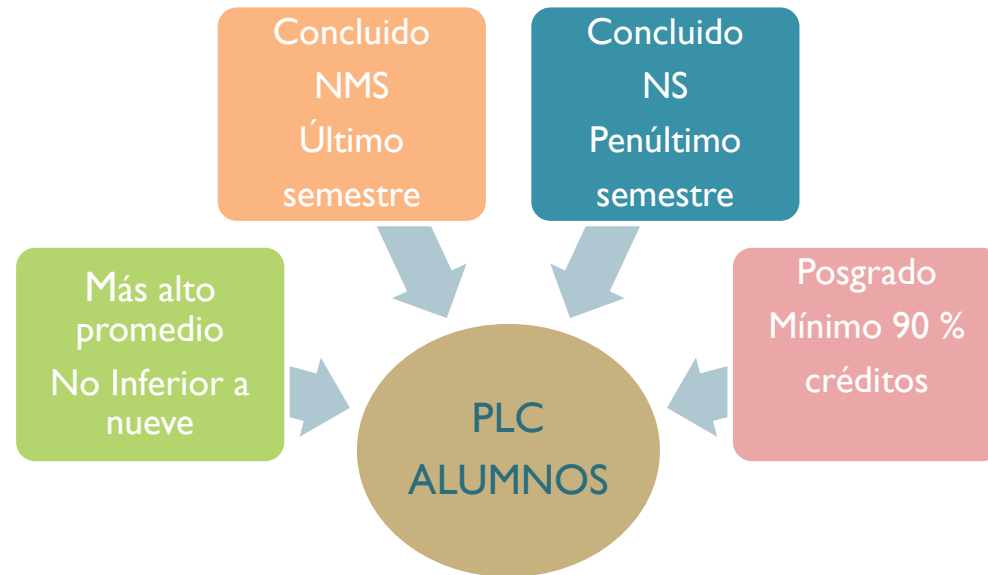 Concluido
NMS
Último
semestre
Concluido
NS
Penúltimo
semestre
Más alto
promedio
No Inferior a
nueve
Posgrado
Mínimo 90 %
créditos
PLC
ALUMNOS